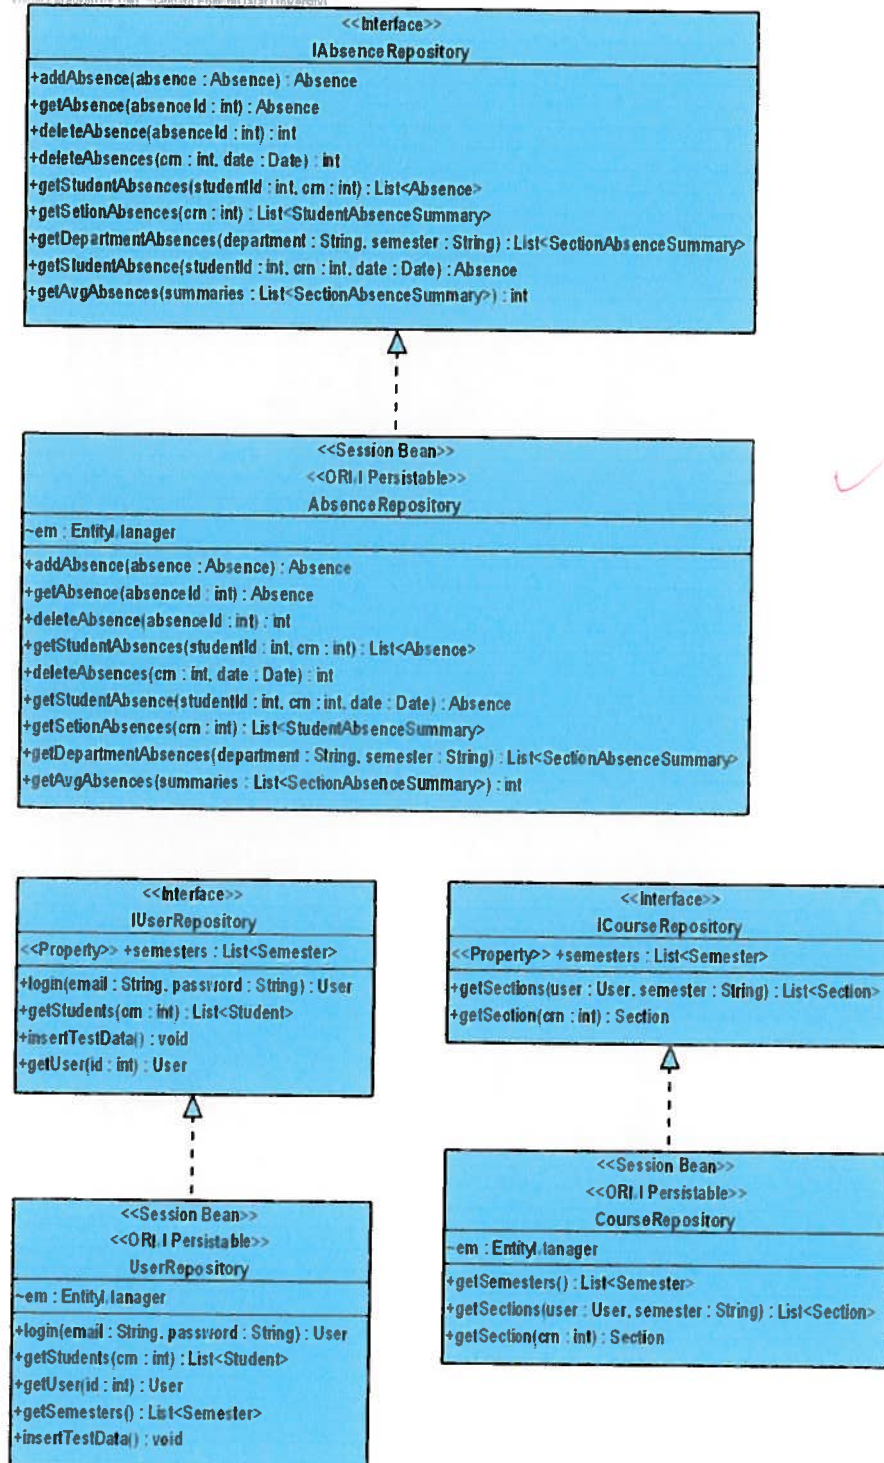 <<Interface>>
IAbsenceRepository
+addAbsence(absence : Absence) : Absence
+getAbsence(absenceId : int) : Absence
+deleteAbsence(absenceId : int) : int
+deleteAbsences(crn : int, date : Date) : int
+getStudentAbsences(studentId : int, crn : int) : List<Absence>
+getSetionAbsences(crn : int) : List<StudentAbsenceSummary>
+getDepartmentAbsences(department : String, semester : String) : List<SectionAbsenceSummary>
+getStudentAbsence(studentId : int, crn : int, date : Date) : Absence
+getAvgAbsences(summaries : List<SectionAbsenceSummary>) : int
<<Session Bean>>
<<ORM Persistable>>
AbsenceRepository
~em : EntityManager
+addAbsence(absence : Absence) : Absence
+getAbsence(absenceId : int) : Absence
+deleteAbsence(absenceId : int) : int
+getStudentAbsences(studentId : int, crn : int) : List<Absence>
+deleteAbsences(crn : int, date : Date) : int
+getStudentAbsence(studentId : int, crn : int, date : Date) : Absence
+getSetionAbsences(crn : int) : List<StudentAbsenceSummary>
+getDepartmentAbsences(department : String, semester : String) : List<SectionAbsenceSummary>
+getAvgAbsences(summaries : List<SectionAbsenceSummary>) : int
<<Interface>>
IUserRepository
<<Property>> +semesters : List<Semester>
+login(email : String, password : String) : User
+getStudents(crn : int) : List<Student>
+insertTestData() : void
+getUser(id : int) : User
<<Session Bean>>
<<ORM Persistable>>
UserRepository
~em : EntityManager
+login(email : String, password : String) : User
+getStudents(crn : int) : List<Student>
+getUser(id : int) : User
+getSemesters() : List<Semester>
+insertTestData() : void
<<Interface>>
ICourseRepository
<<Property>> +semesters : List<Semester>
+getSections(user : User, semester : String) : List<Section>
+getSection(crn : int) : Section
<<Session Bean>>
<<ORM Persistable>>
CourseRepository
~em : EntityManager
+getSemesters() : List<Semester>
+getSections(user : User, semester : String) : List<Section>
+getSection(crn : int) : Section